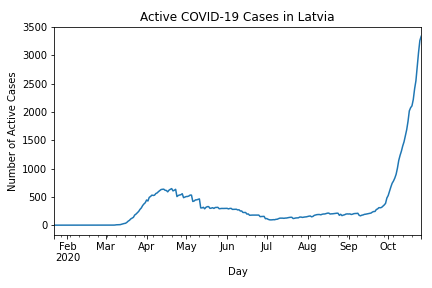 Active COVID-19 Cases in Latvia
3500
3000
2500
2000
1500
1000
500
0
Number of Active Cases
Feb Mar Apr May Jun Jul Aug Sep Oct
2020
Day